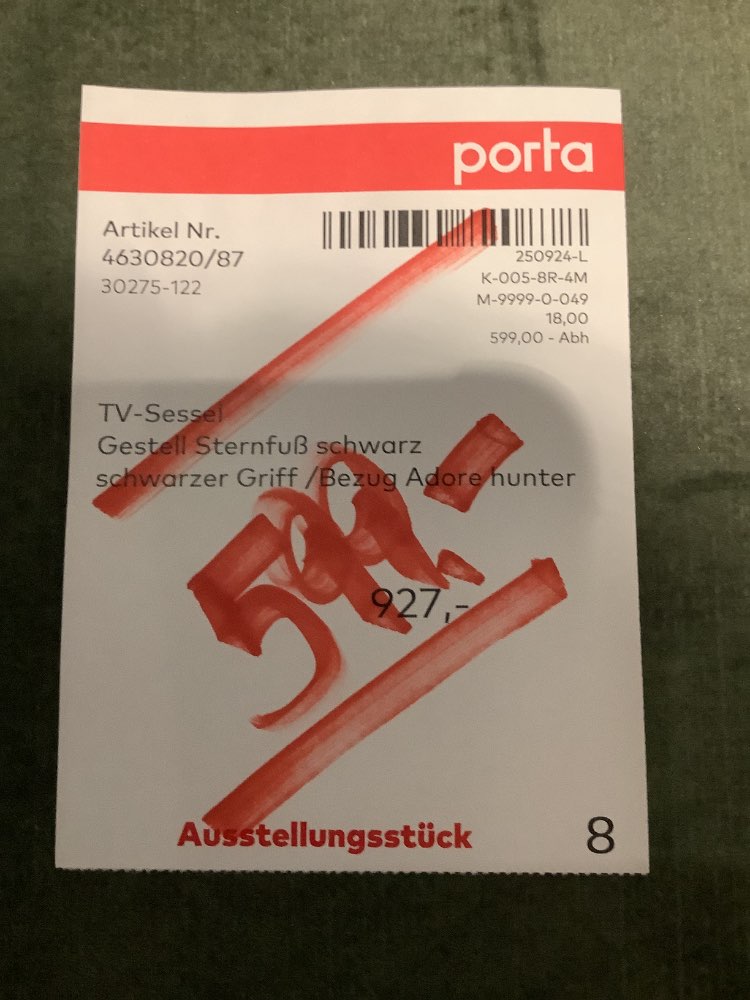 porta
Artikel Nr.
4630820/87
30275-122
250924-L
K-005-8R-4M
M-9999-0-049
18,00
599,00 - Abh
TV-Sessel
Gestell Sternfuß schwarz
schwarzer Griff /Bezug Adore hunter
599.-
927,-
Ausstellungsstück
8